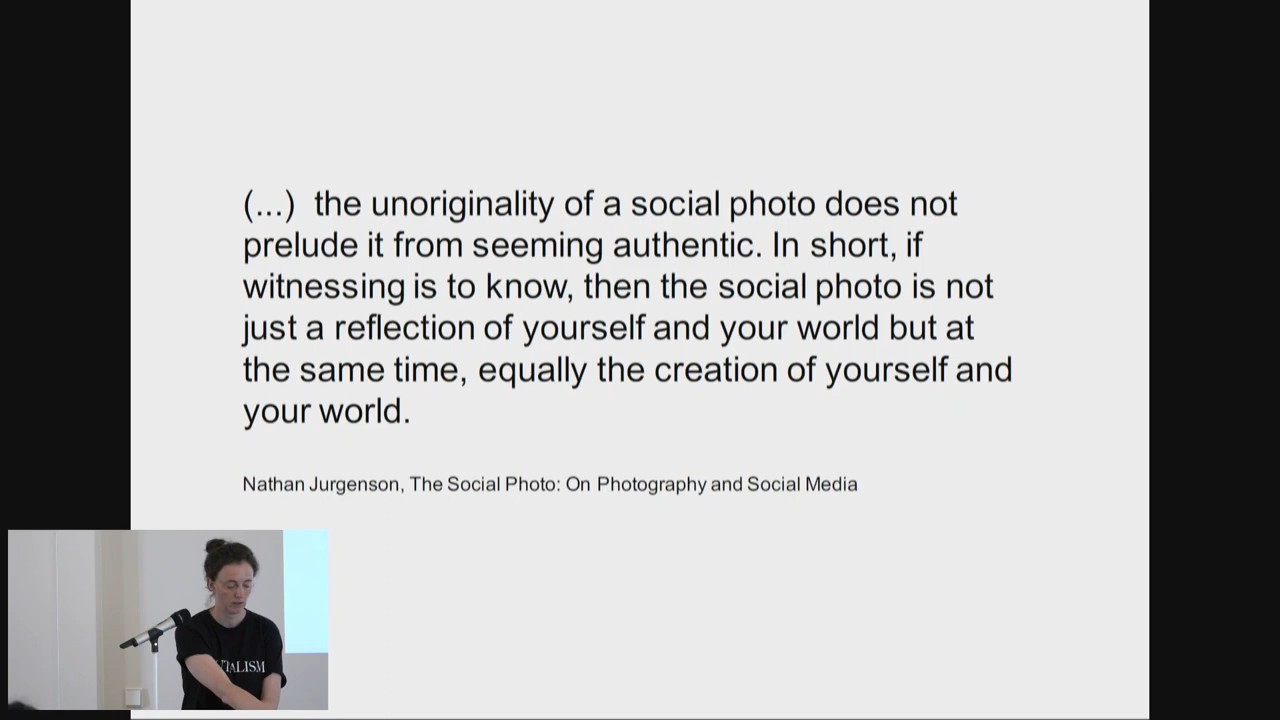 (...) the unoriginality of a social photo does not
prelude it from seeming authentic. In short, if
witnessing is to know, then the social photo is not
just a reflection of yourself and your world but at
the same time, equally the creation of yourself and
your world.
Nathan Jurgenson, The Social Photo: On Photography and Social Media